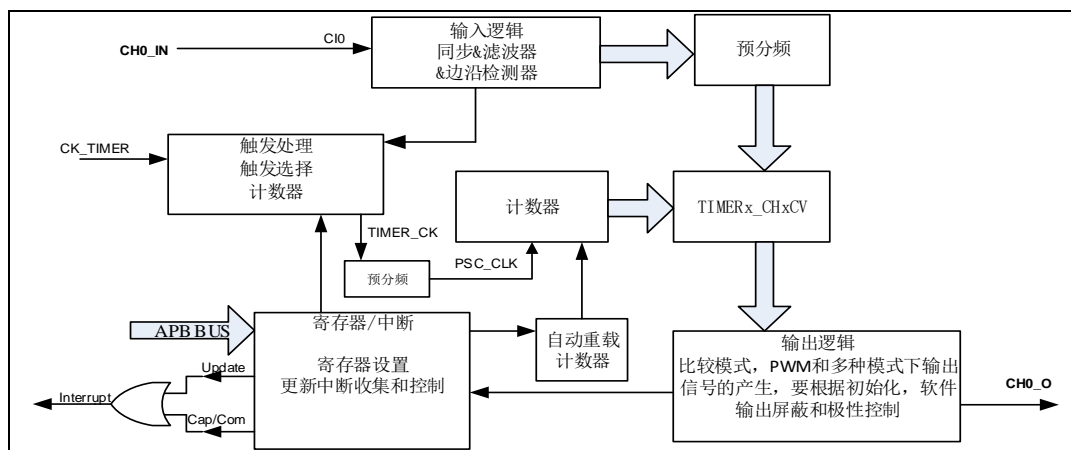 CH0_IN
CI0
输入逻辑
同步&滤波器
&边沿检测器
预分频
CK_TIMER
触发处理
触发选择
计数器
计数器
TIMERx_CHxCV
TIMER_CK
预分频
PSC_CLK
APB BUS
寄存器/中断
寄存器设置
更新中断收集和控制
自动重载
计数器
输出逻辑
比较模式，PWM和多种模式下输出
信号的产生，要根据初始化，软件
输出屏蔽和极性控制
CH0_O
Update
Interrupt
Cap/Com